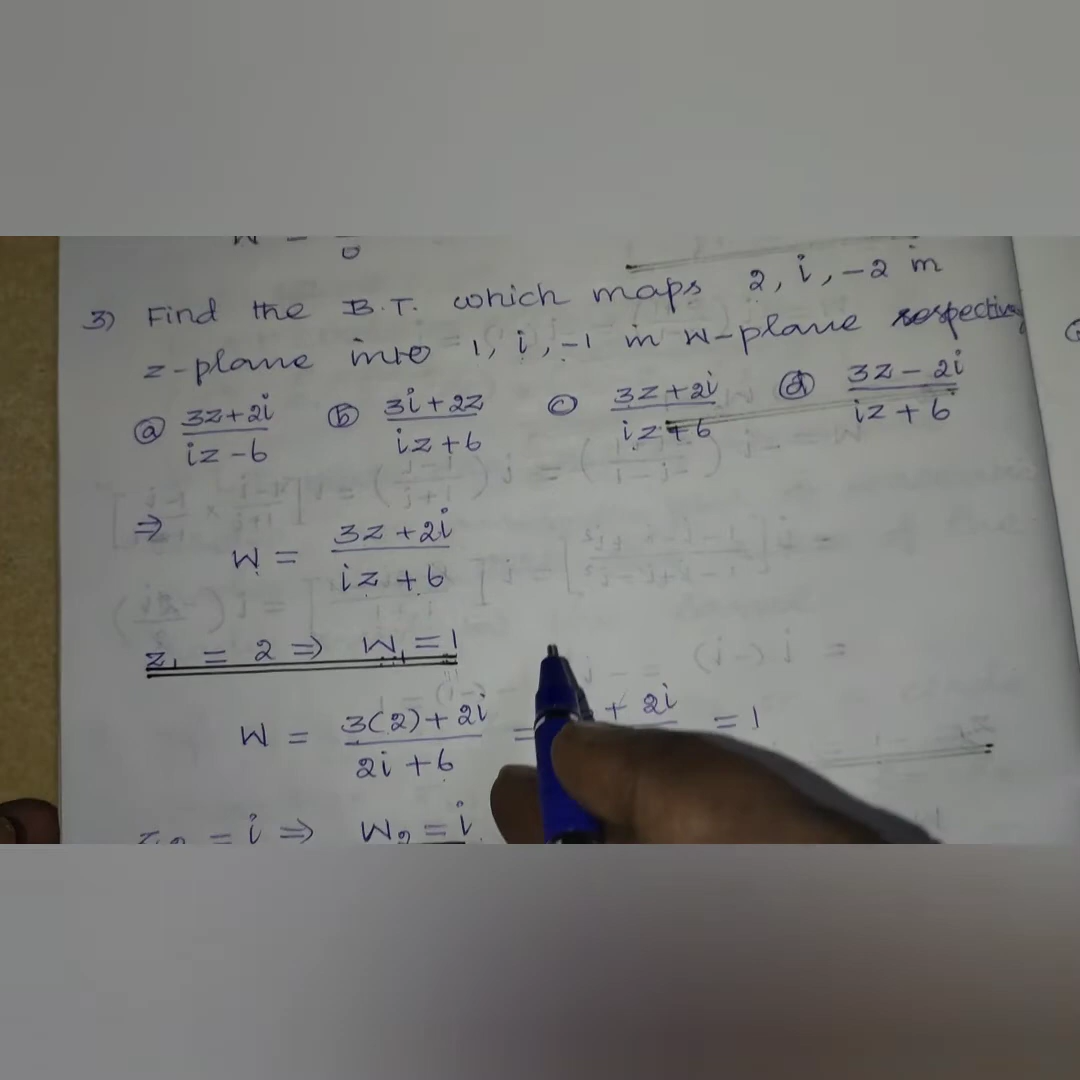 3) Find the B.T. which maps 2, i, -2 in
z-plane into 1, i, -1 in W-plane respectively
(a) (3z+2i)/(iz-6) (b) (3i+2z)/(iz+6) (c) (3z+2i)/(iz+6) (d) (3z-2i)/(iz+6)
⇒ W = (3z+2i)/(iz+6)
z₁ = 2 ⇒ W₁ = 1
W = (3(2)+2i)/(2i+6) = + 2i = 1
z₂ = i ⇒ W₂ = i